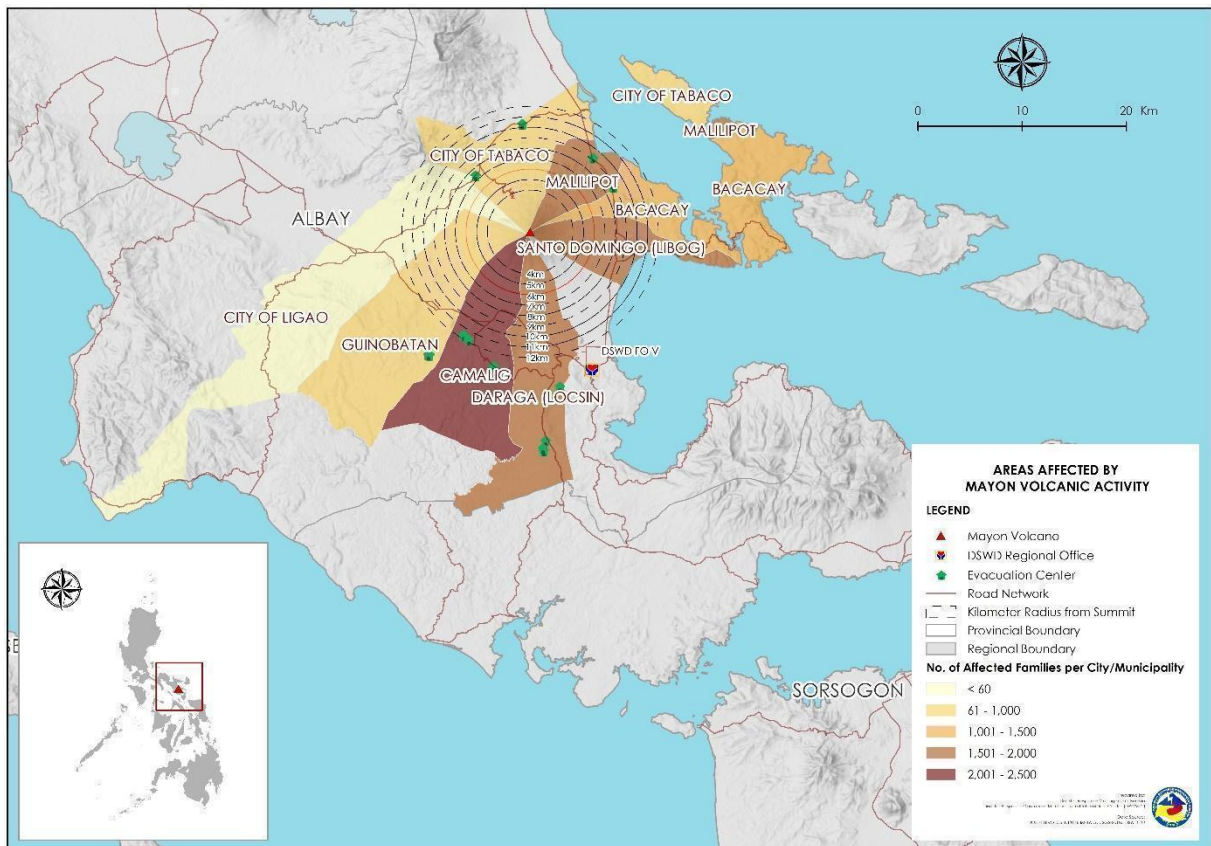 CITY OF TABACO
MALILIPOT
BACACAY
0 10 20 Km
CITY OF TABACO
MALILIPOT
BACACAY
ALBAY
SANTO DOMINGO (LIBOG)
4km
5km
6km
7km
8km
9km
10km
11km
12km
CITY OF LIGAO
GUINOBATAN
CAMALIG
DARAGA (LOCSIN)
DSWD FO V
SORSOGON
SE
AREAS AFFECTED BY
MAYON VOLCANIC ACTIVITY
LEGEND
Mayon Volcano
DSWD Regional Office
Evacuation Center
Road Network
Kilometer Radius from Summit
Provincial Boundary
Regional Boundary
No. of Affected Families per City/Municipality
< 60
61 - 1,000
1,001 - 1,500
1,501 - 2,000
2,001 - 2,500